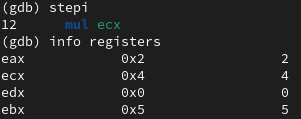 (gdb) stepi
12 mul ecx
(gdb) info registers
eax 0x2 2
ecx 0x4 4
edx 0x0 0
ebx 0x5 5